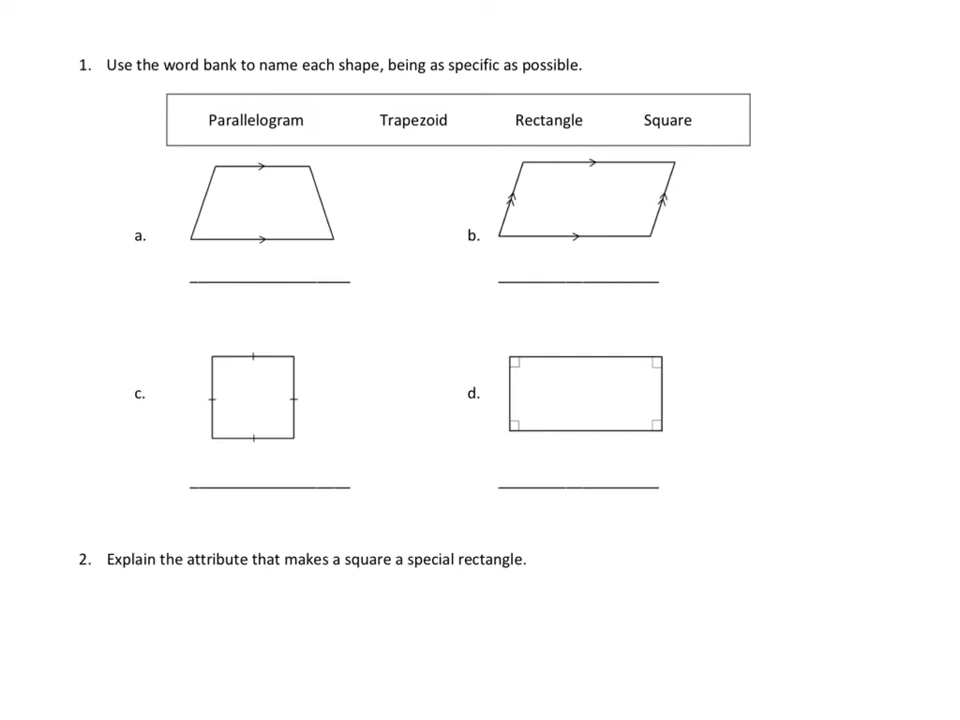 1. Use the word bank to name each shape, being as specific as possible.
Parallelogram Trapezoid Rectangle Square
a.
b.
c.
d.
2. Explain the attribute that makes a square a special rectangle.